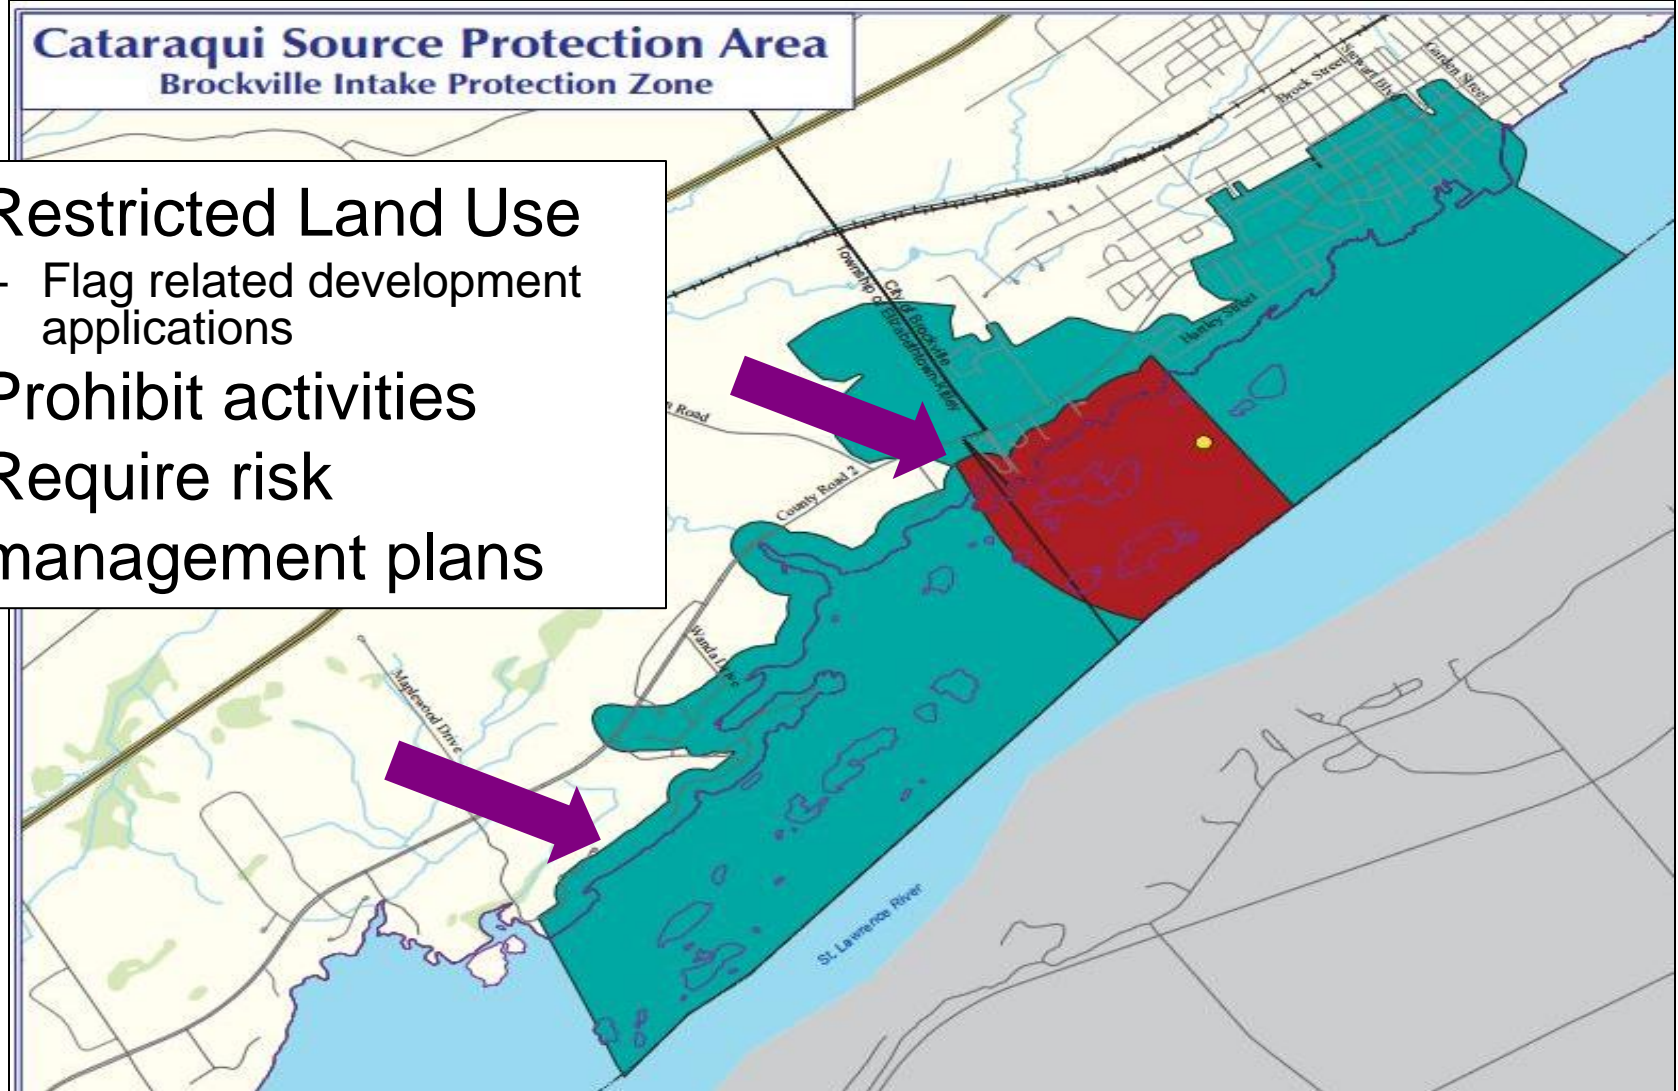 Cataraqui Source Protection Area
Brockville Intake Protection Zone
Restricted Land Use
- Flag related development
applications
Prohibit activities
Require risk
management plans
Brock Street
Stewart Blvd
Garden Street
Township of Elizabethtown-Kitley
City of Brockville
Hartley Street
Road
County Road 2
Wanda Drive
Maplewood Drive
St. Lawrence River